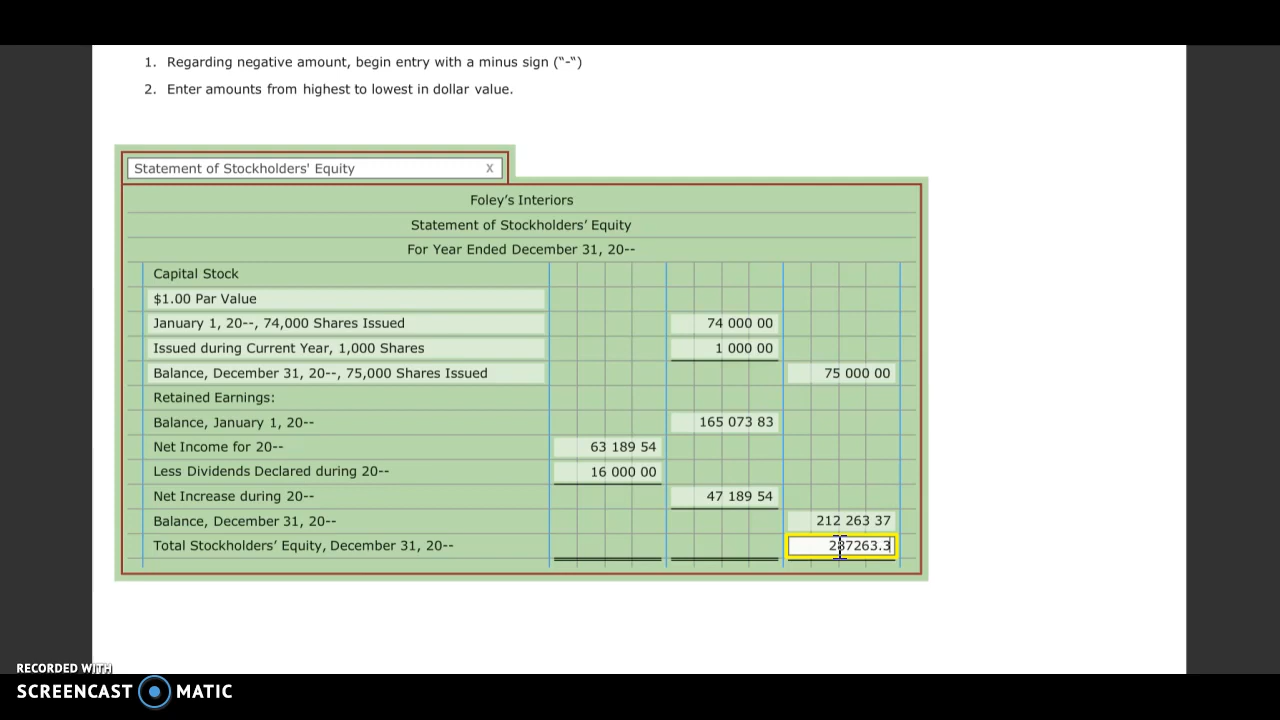 1. Regarding negative amount, begin entry with a minus sign ("-")
2. Enter amounts from highest to lowest in dollar value.
Statement of Stockholders' Equity X
Foley's Interiors
Statement of Stockholders' Equity
For Year Ended December 31, 20--
Capital Stock
$1.00 Par Value
January 1, 20--, 74,000 Shares Issued 74 000 00
Issued during Current Year, 1,000 Shares 1 000 00
Balance, December 31, 20--, 75,000 Shares Issued 75 000 00
Retained Earnings:
Balance, January 1, 20-- 165 073 83
Net Income for 20-- 63 189 54
Less Dividends Declared during 20-- 16 000 00
Net Increase during 20-- 47 189 54
Balance, December 31, 20-- 212 263 37
Total Stockholders' Equity, December 31, 20-- 287263.3
RECORDED WITH
SCREENCAST MATIC